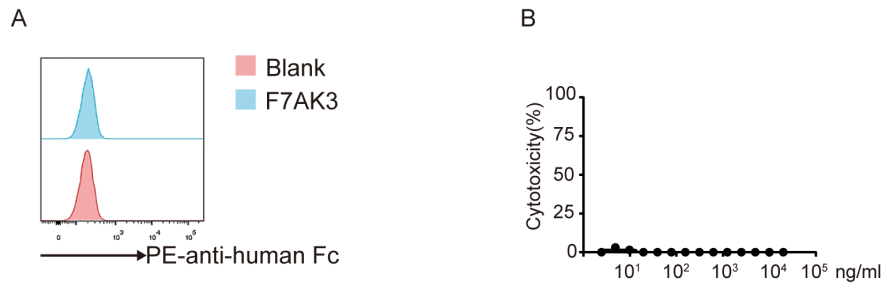 A
Blank
F7AK3
0 10³ 10⁴ 10⁵
PE-anti-human Fc
B
Cytotoxicity(%)
100
75
50
25
0
10¹ 10² 10³ 10⁴ 10⁵ ng/ml